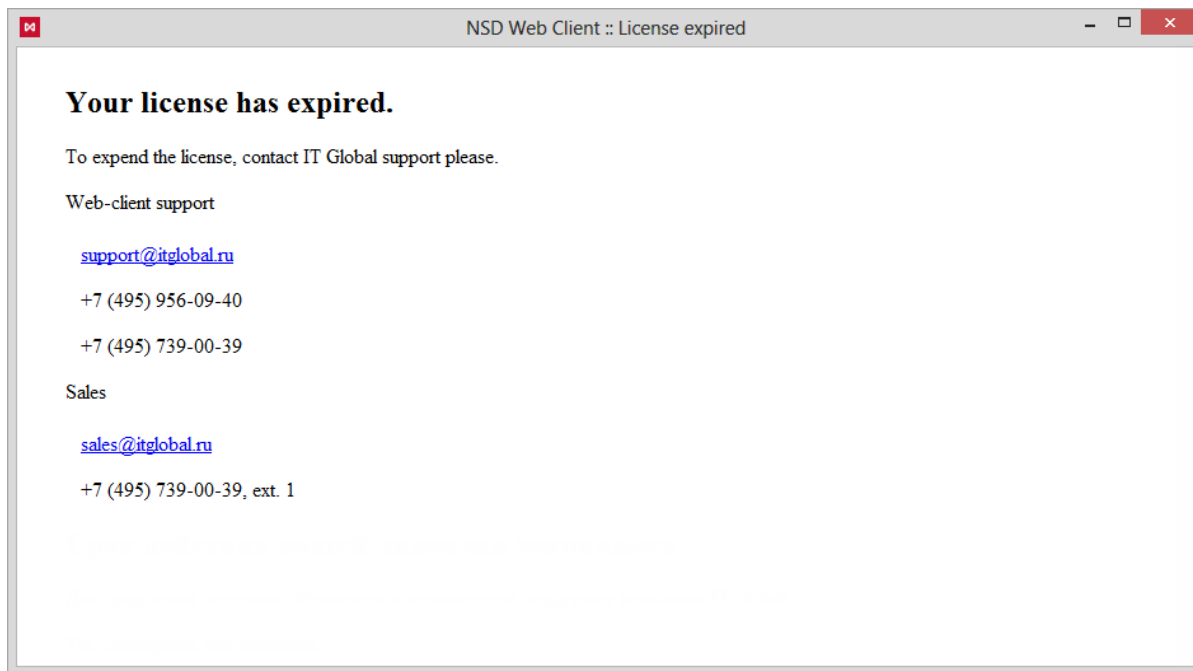 NSD Web Client :: License expired
Your license has expired.
To expend the license, contact IT Global support please.
Web-client support
support@itglobal.ru
+7 (495) 956-09-40
+7 (495) 739-00-39
Sales
sales@itglobal.ru
+7 (495) 739-00-39, ext. 1